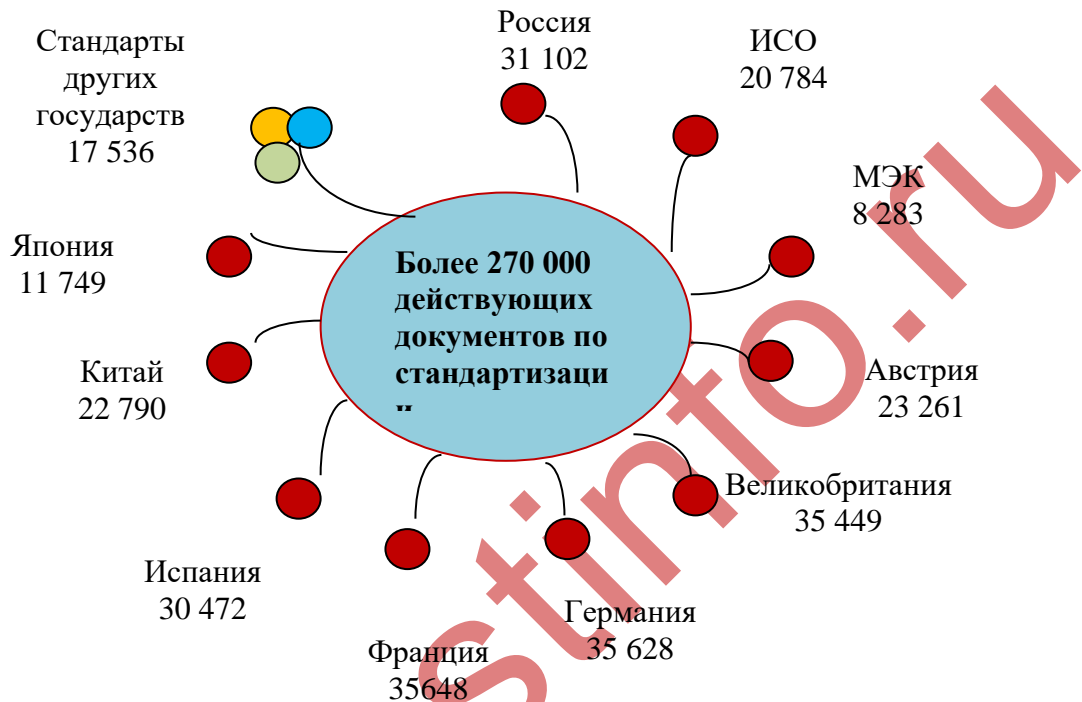 Стандарты
других
государств
17 536
Россия
31 102
ИСО
20 784
МЭК
8 283
Япония
11 749
Более 270 000
действующих
документов по
стандартизаци
и
Китай
22 790
Австрия
23 261
Великобритания
35 449
Испания
30 472
Германия
35 628
Франция
35648
stinfo.ru